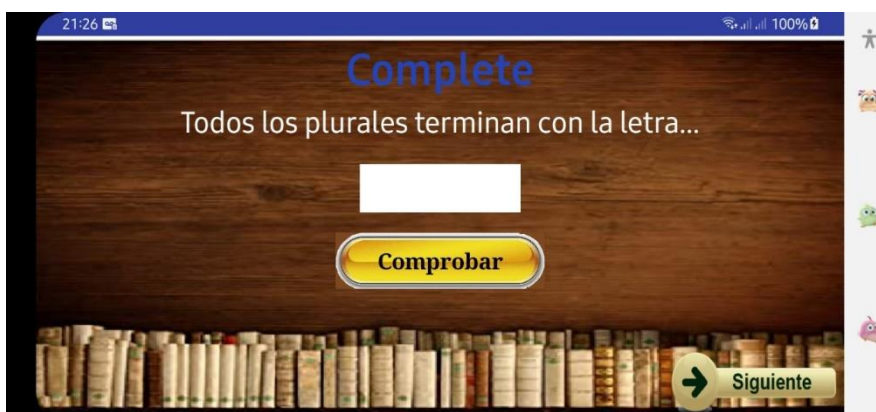 21:26
100%
Complete
Todos los plurales terminan con la letra...
Comprobar
Siguiente